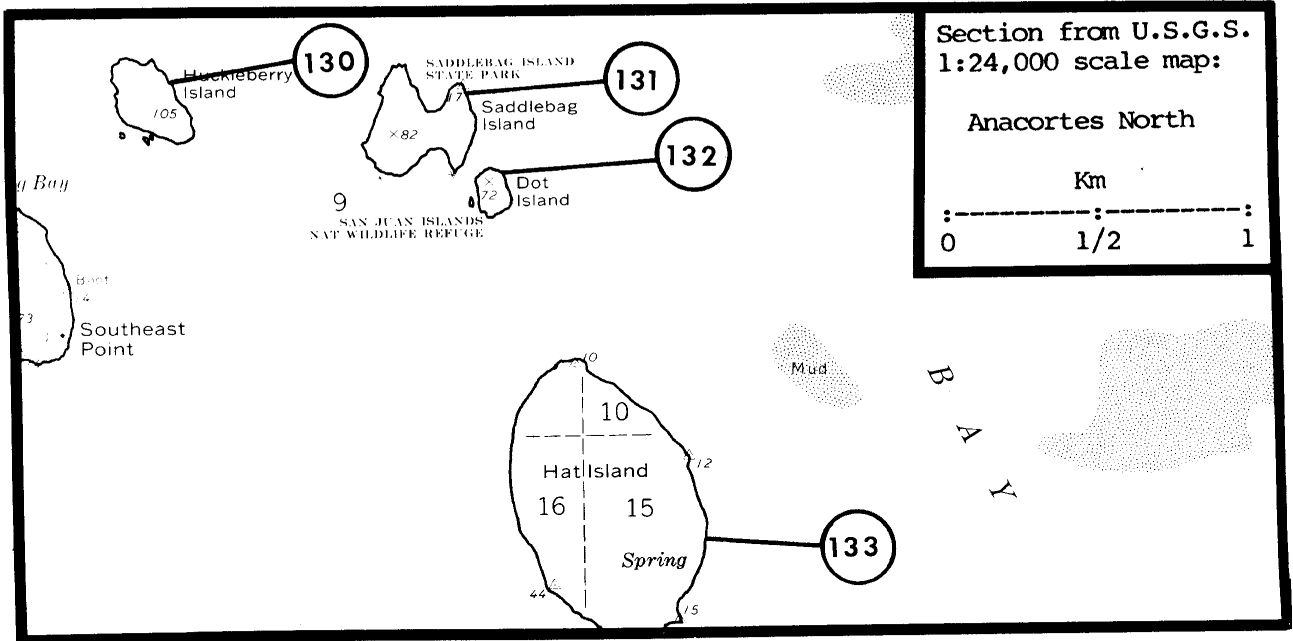 130
Huckleberry
Island
105
SADDLEBAG ISLAND
STATE PARK
131
17
Saddlebag
Island
×82
132
Dot
Island
72
9
SAN JUAN ISLANDS
NAT WILDLIFE REFUGE
g Bay
4
73
Southeast
Point
Section from U.S.G.S.
1:24,000 scale map:
Anacortes North
Km
0 1/2 1
Mud
BAY
10
10
12
Hat Island
16 15
Spring
133
44
15